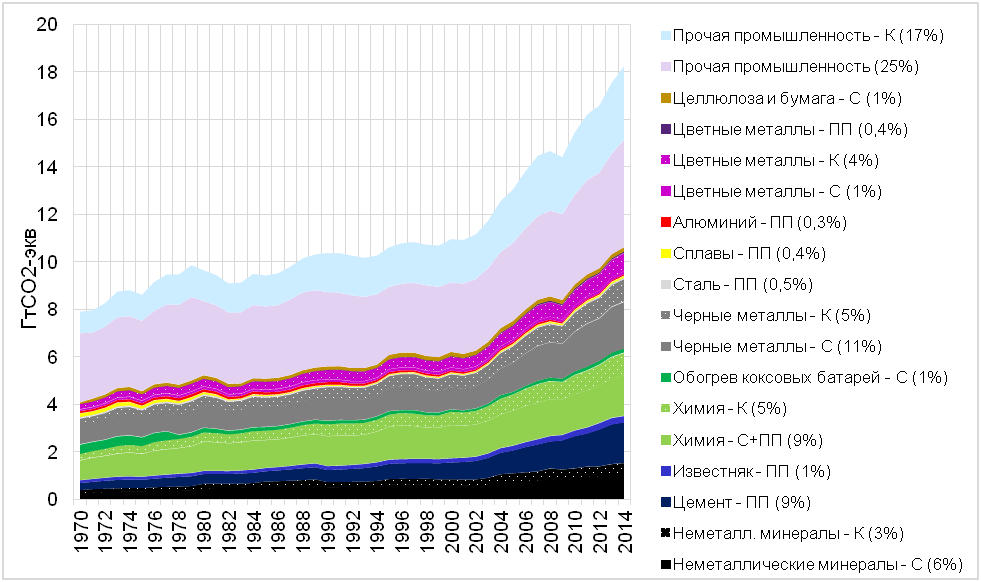 20
18
16
14
12
10
8
6
4
2
0
ГтСО2-экв
1970
1972
1974
1976
1978
1980
1982
1984
1986
1988
1990
1992
1994
1996
1998
2000
2002
2004
2006
2008
2010
2012
2014
Прочая промышленность - К (17%)
Прочая промышленность (25%)
Целлюлоза и бумага - С (1%)
Цветные металлы - ПП (0,4%)
Цветные металлы - К (4%)
Цветные металлы - С (1%)
Алюминий - ПП (0,3%)
Сплавы - ПП (0,4%)
Сталь - ПП (0,5%)
Черные металлы - К (5%)
Черные металлы - С (11%)
Обогрев коксовых батарей - С (1%)
Химия - К (5%)
Химия - С+ПП (9%)
Известняк - ПП (1%)
Цемент - ПП (9%)
Неметалл. минералы - К (3%)
Неметаллические минералы - С (6%)